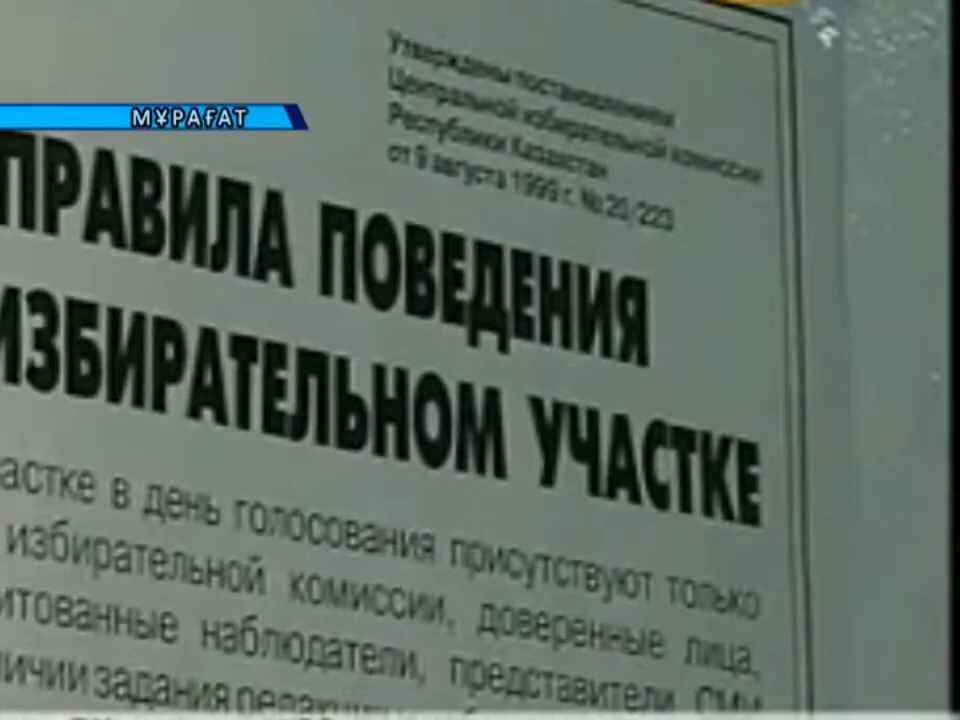 Утверждены постановлением
Центральной избирательной комиссии
Республики Казахстан
от 9 августа 1999 г. № 20/223
МҰРАҒАТ
ПРАВИЛА ПОВЕДЕНИЯ
ИЗБИРАТЕЛЬНОМ УЧАСТКЕ
астке в день голосования присутствуют только
избирательной комиссии, доверенные лица,
итованные наблюдатели, представители СМИ
личии задания